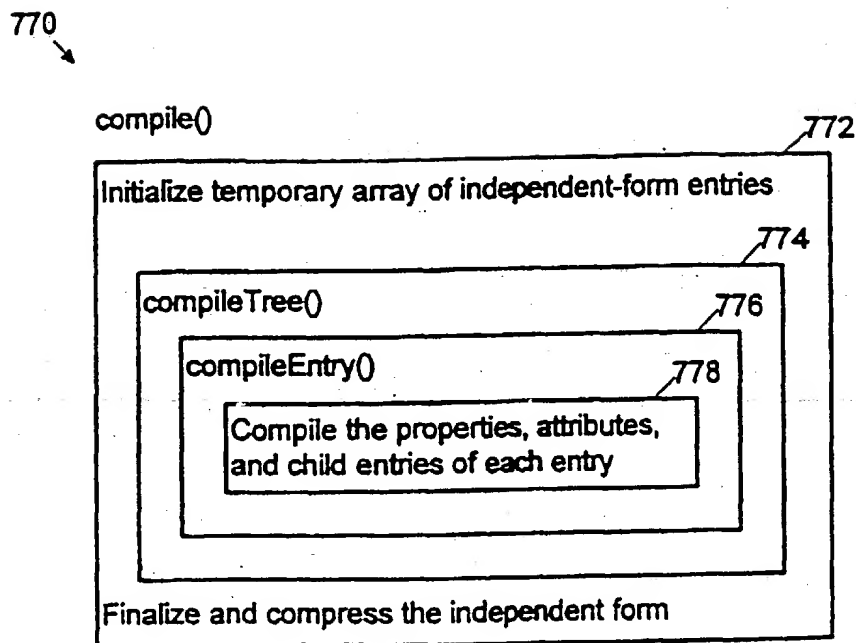 770
compile()
772
Initialize temporary array of independent-form entries
774
compileTree()
776
compileEntry()
778
Compile the properties, attributes,
and child entries of each entry
Finalize and compress the independent form